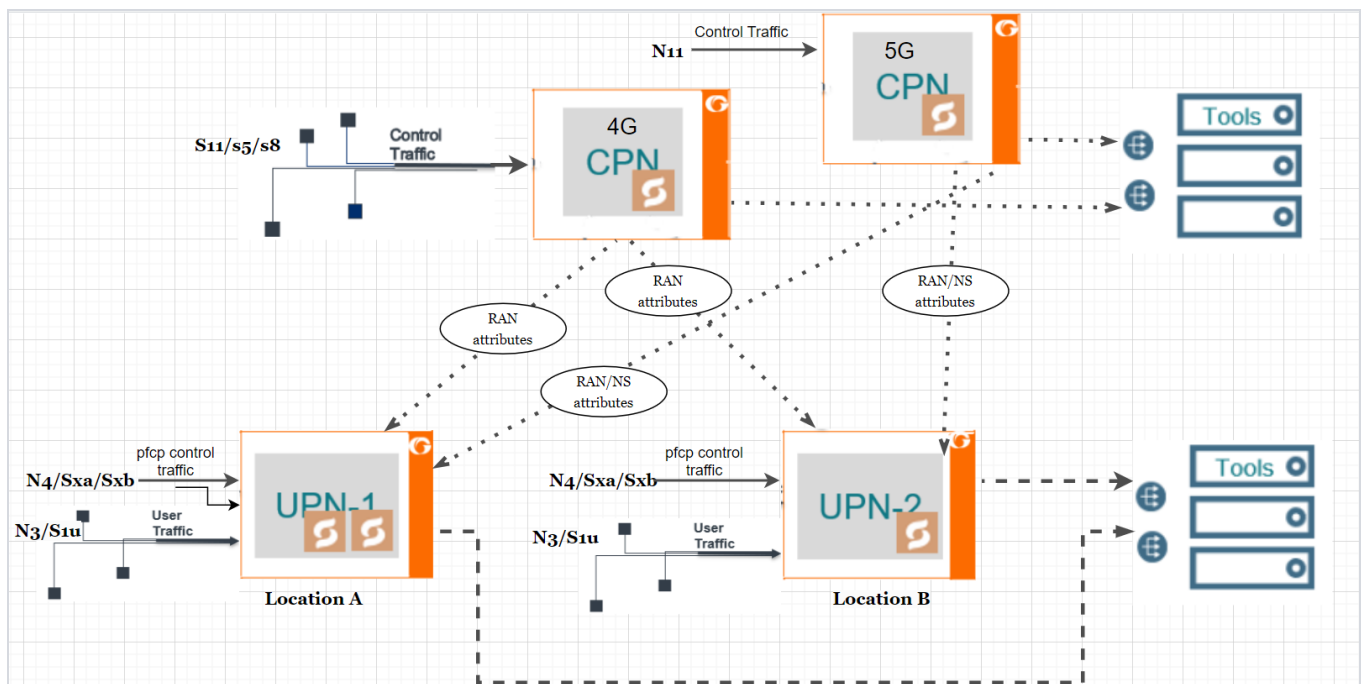 Control Traffic
N11
5G
CPN
S11/s5/s8
Control
Traffic
4G
CPN
Tools
RAN
attributes
RAN/NS
attributes
RAN
attributes
RAN/NS
attributes
pfcp control
traffic
N4/Sxa/Sxb
User
Traffic
N3/S1u
UPN-1
Location A
pfcp control
traffic
N4/Sxa/Sxb
User
Traffic
N3/S1u
UPN-2
Location B
Tools